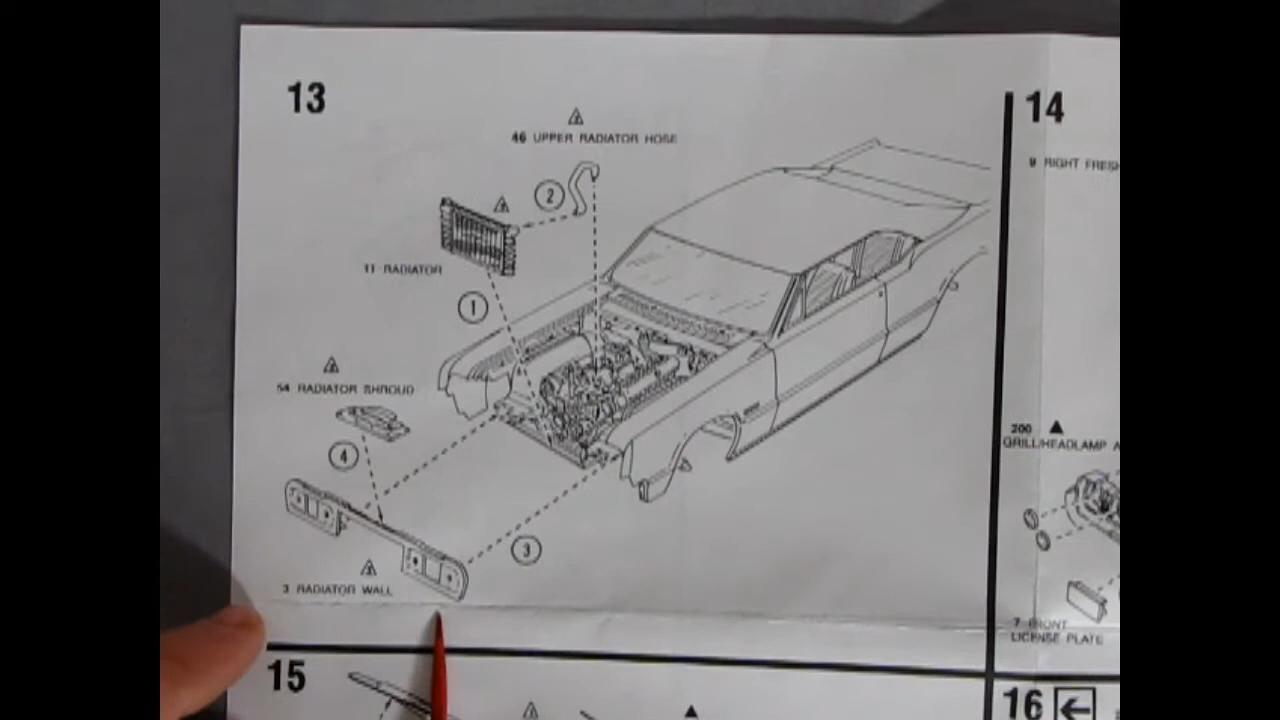 13
46 UPPER RADIATOR HOSE
2
11 RADIATOR
1
54 RADIATOR SHROUD
4
3
3 RADIATOR WALL
14
9 RIGHT FRESH
200
GRILL/HEADLAMP A
7 FRONT
LICENSE PLATE
15
16